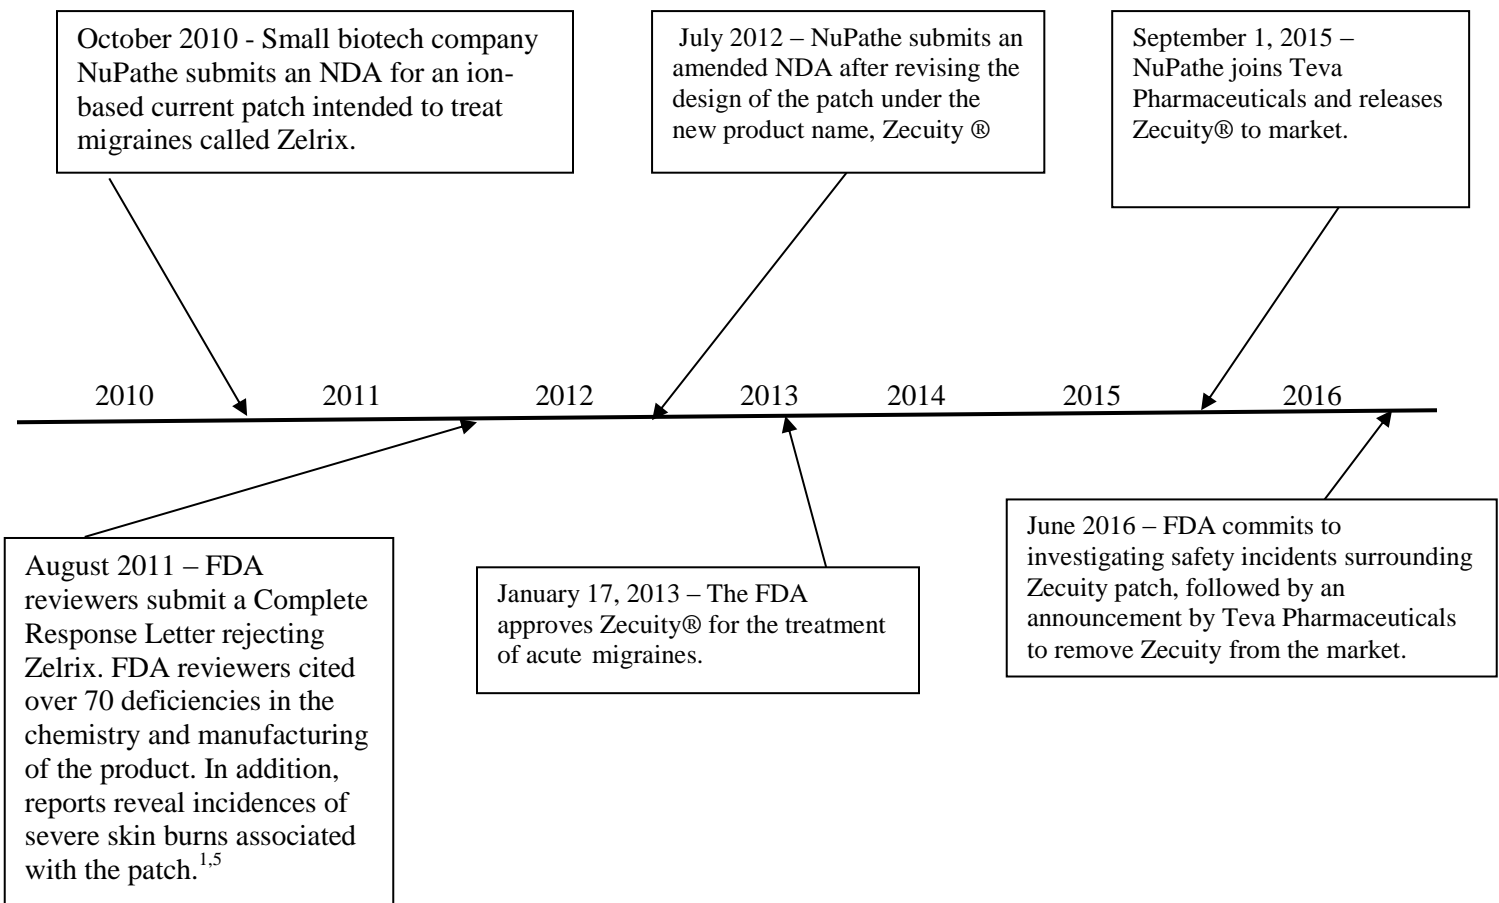 October 2010 - Small biotech company
NuPathe submits an NDA for an ion-
based current patch intended to treat
migraines called Zelrix.
July 2012 – NuPathe submits an
amended NDA after revising the
design of the patch under the
new product name, Zecuity ®
September 1, 2015 –
NuPathe joins Teva
Pharmaceuticals and releases
Zecuity® to market.
2010 2011 2012 2013 2014 2015 2016
August 2011 – FDA
reviewers submit a Complete
Response Letter rejecting
Zelrix. FDA reviewers cited
over 70 deficiencies in the
chemistry and manufacturing
of the product. In addition,
reports reveal incidences of
severe skin burns associated
with the patch.1,5
January 17, 2013 – The FDA
approves Zecuity® for the treatment
of acute migraines.
June 2016 – FDA commits to
investigating safety incidents surrounding
Zecuity patch, followed by an
announcement by Teva Pharmaceuticals
to remove Zecuity from the market.